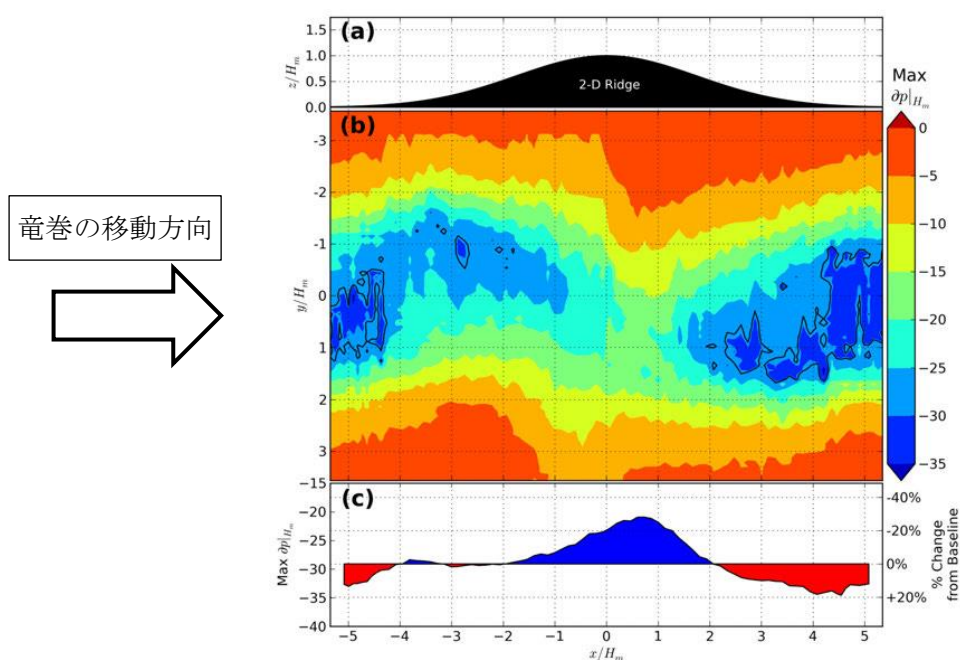 (a)
1.5
1.0
0.5
0.0
z/H_m
2-D Ridge
(b)
-3
-2
-1
0
1
2
3
y/H_m
竜巻の移動方向
Max
∂p|_{H_m}
0
−5
−10
−15
−20
−25
−30
−35
(c)
−15
−20
−25
−30
−35
−40
Max ∂p|_{H_m}
-40%
-20%
0%
+20%
% Change
from Baseline
−5 −4 −3 −2 −1 0 1 2 3 4 5
x/H_m